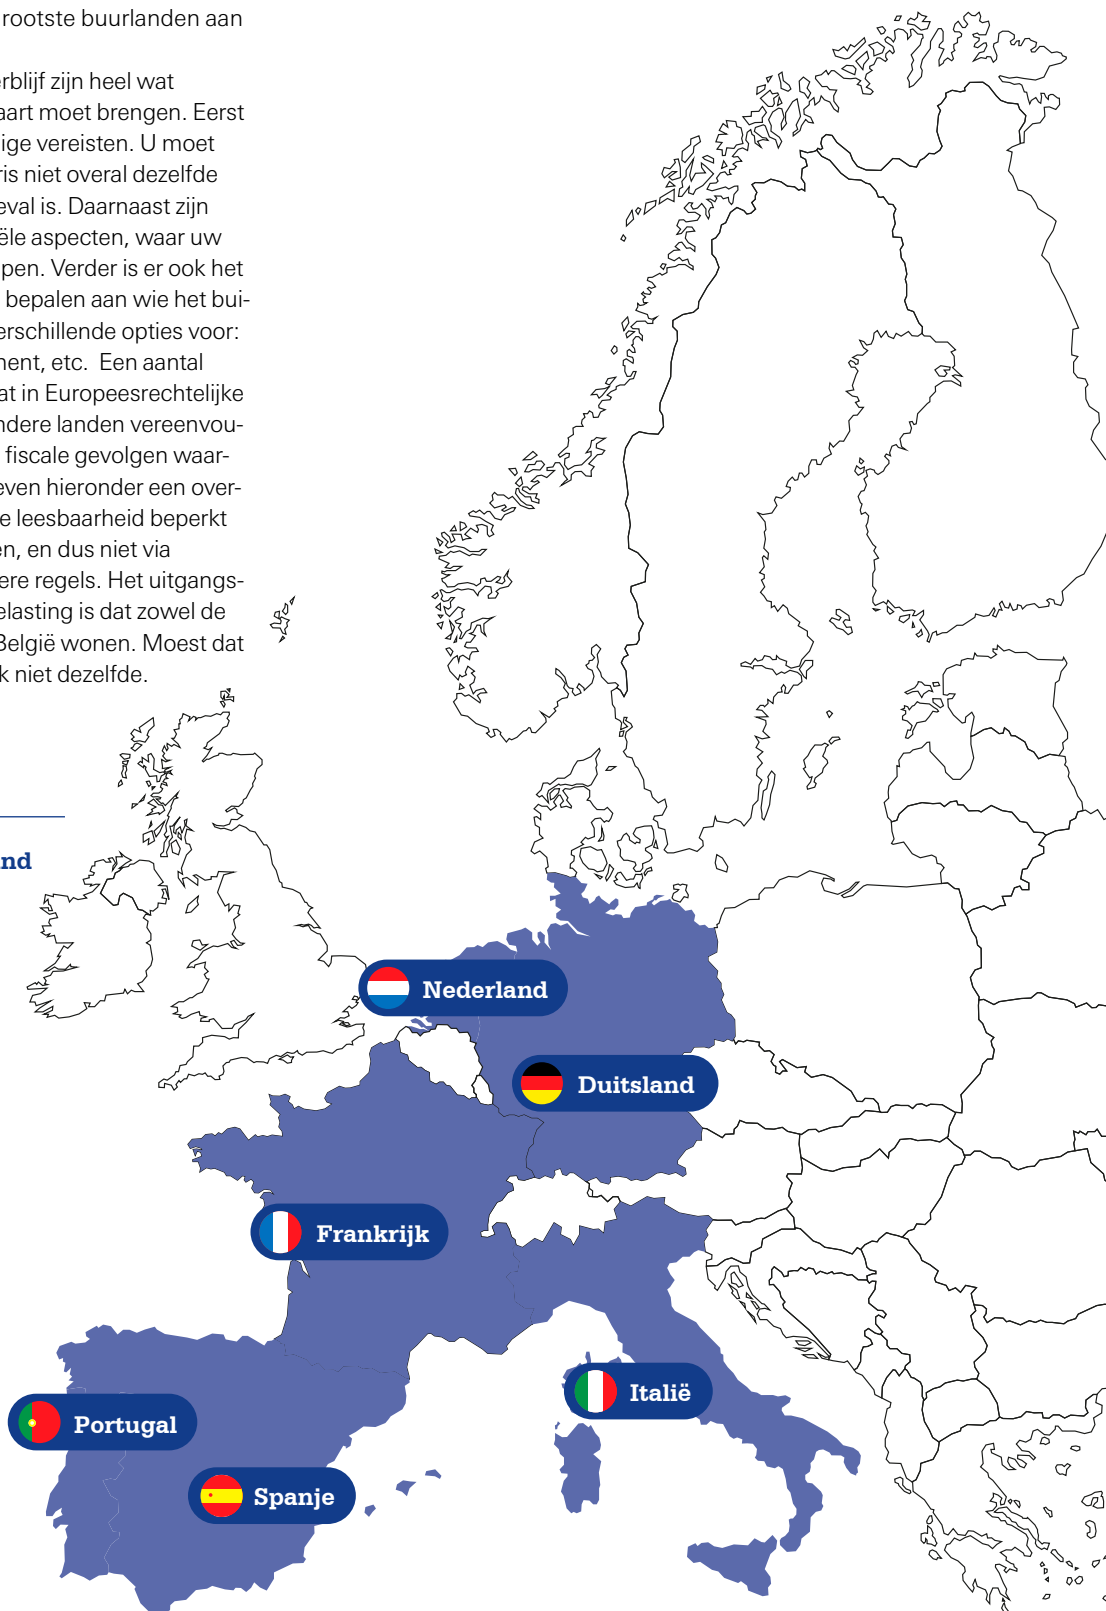 rootste buurlanden aan
rblijf zijn heel wat
aart moet brengen. Eerst
ige vereisten. U moet
ris niet overal dezelfde
eval is. Daarnaast zijn
ële aspecten, waar uw
pen. Verder is er ook het
bepalen aan wie het bui-
erschillende opties voor:
nent, etc. Een aantal
at in Europeesrechtelijke
ndere landen vereenvou-
fiscale gevolgen waar-
even hieronder een over-
e leesbaarheid beperkt
en, en dus niet via
ere regels. Het uitgangs-
elasting is dat zowel de
België wonen. Moest dat
k niet dezelfde.
nd
Nederland
Duitsland
Frankrijk
Italië
Portugal
Spanje